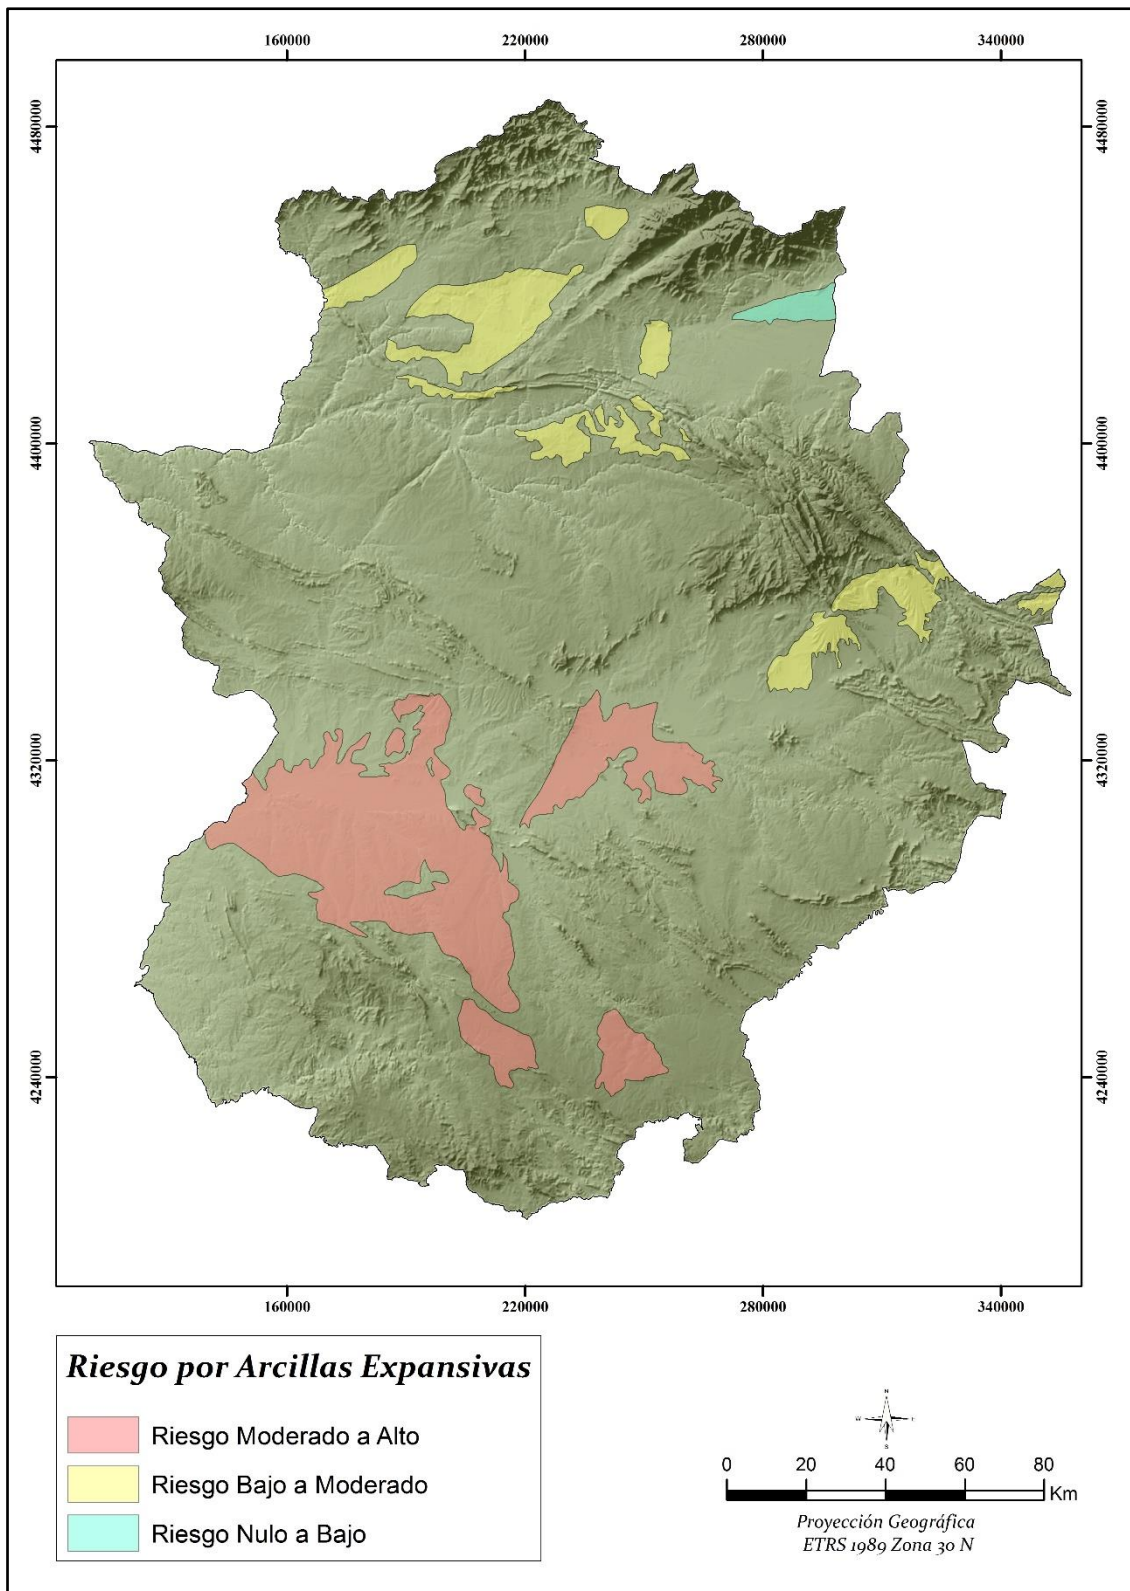 160000 220000 280000 340000
4480000 4480000
4400000 4400000
4320000 4320000
4240000 4240000
160000 220000 280000 340000
Riesgo por Arcillas Expansivas
Riesgo Moderado a Alto
Riesgo Bajo a Moderado
Riesgo Nulo a Bajo
N
W E
S
0 20 40 60 80
Km
Proyección Geográfica
ETRS 1989 Zona 30 N